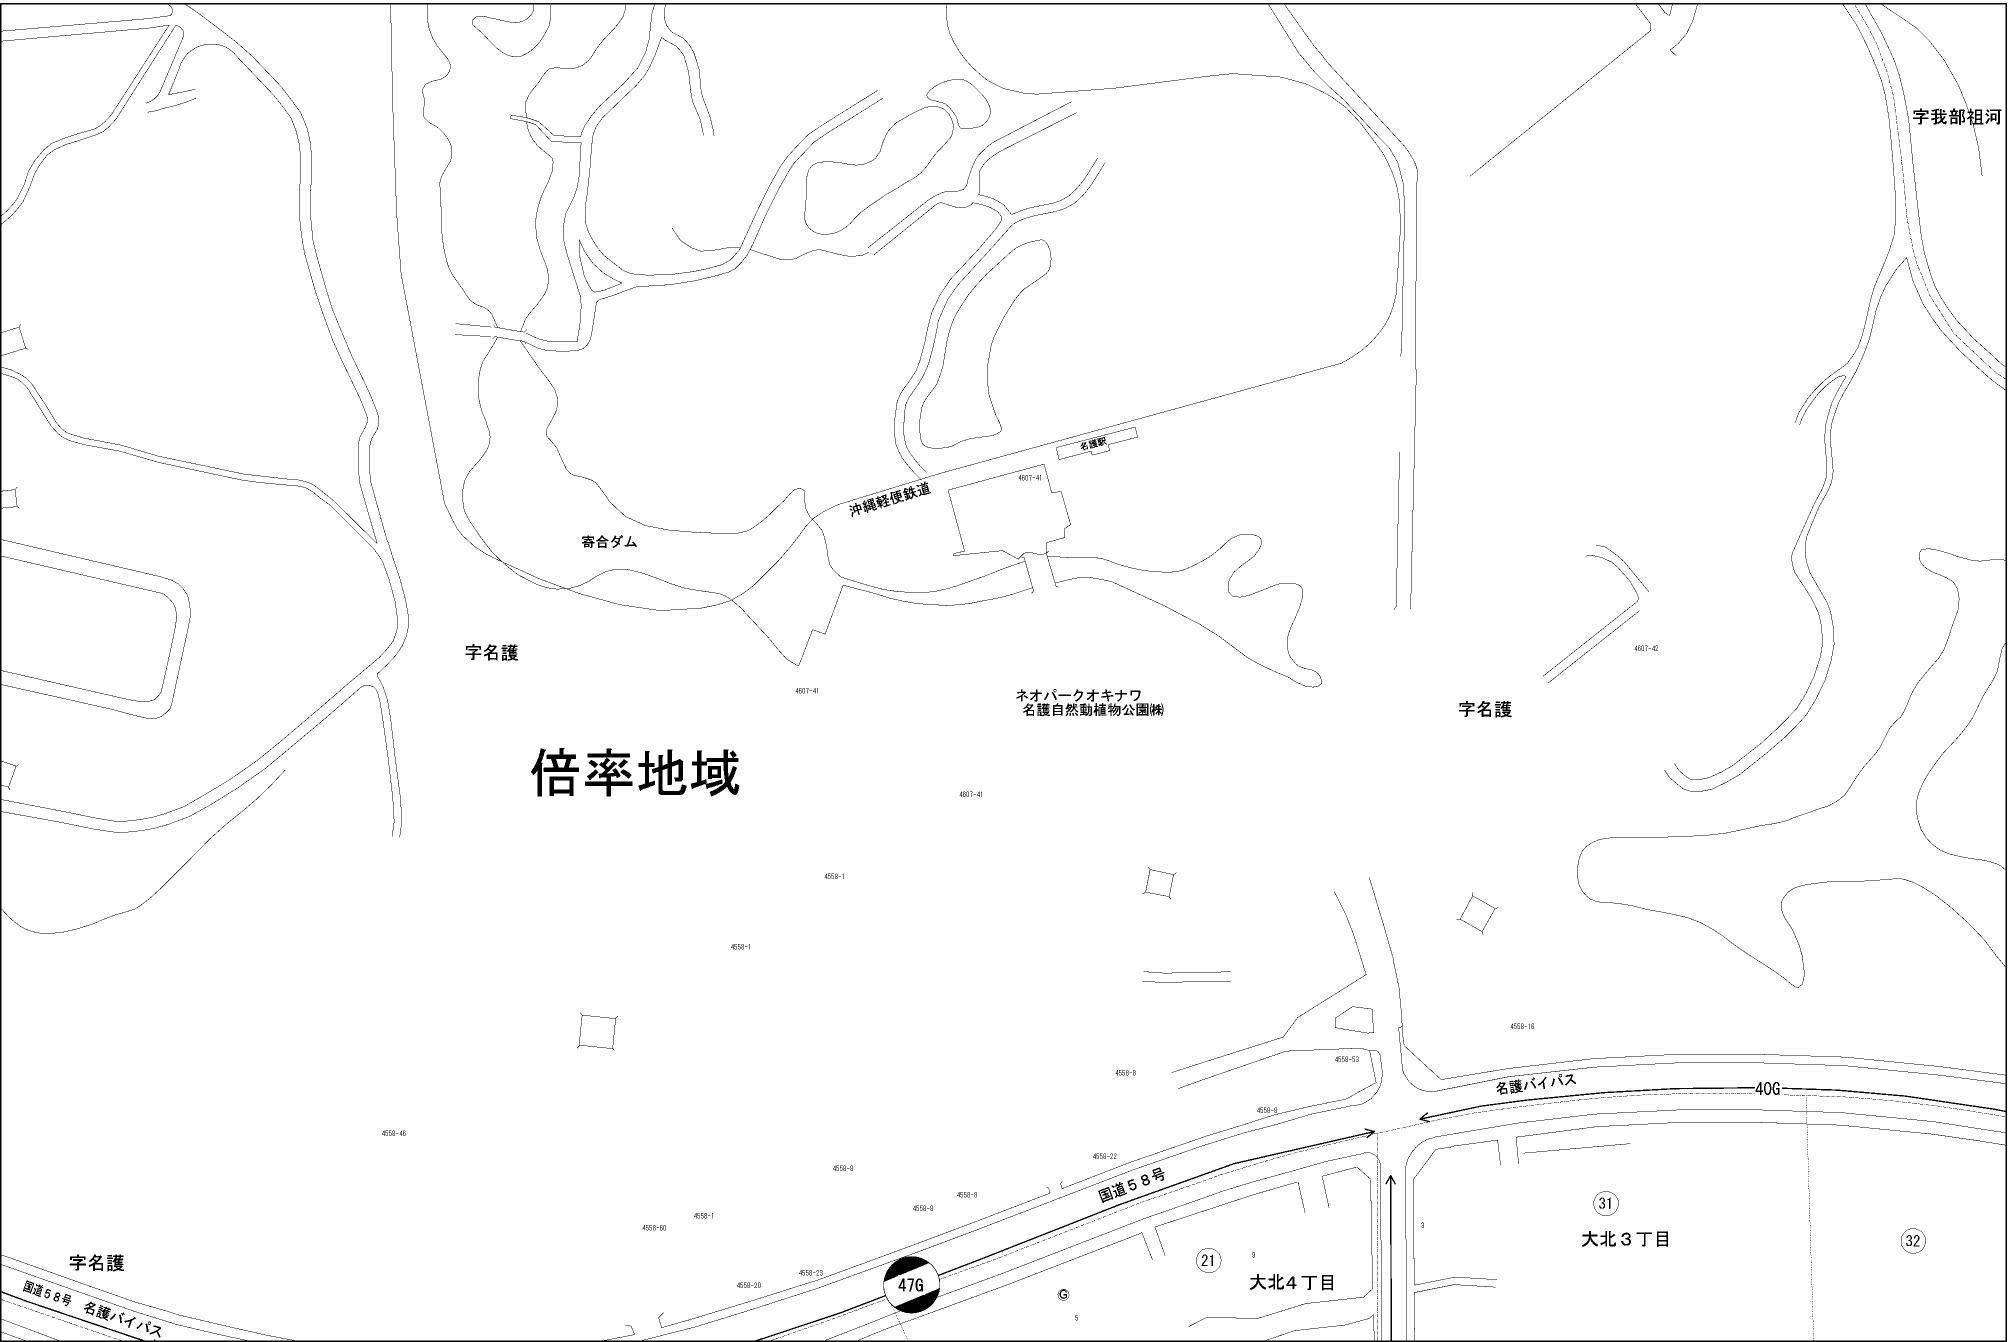 字我部祖河
名護駅
4607-41
沖縄軽便鉄道
寄合ダム
4607-42
字名護
4607-41
ネオパークオキナワ
名護自然動植物公園㈱
字名護
倍率地域
4607-41
4558-1
4558-1
4558-16
4558-53
4558-8
名護バイパス
40G
4558-8
4558-46
4558-22
4558-8
国道58号
4558-8
4558-8
31
4558-1
3
4558-60
大北3丁目
32
9
21
字名護
4558-23
大北4丁目
47G
4558-20
G
国道58号 名護バイパス
5